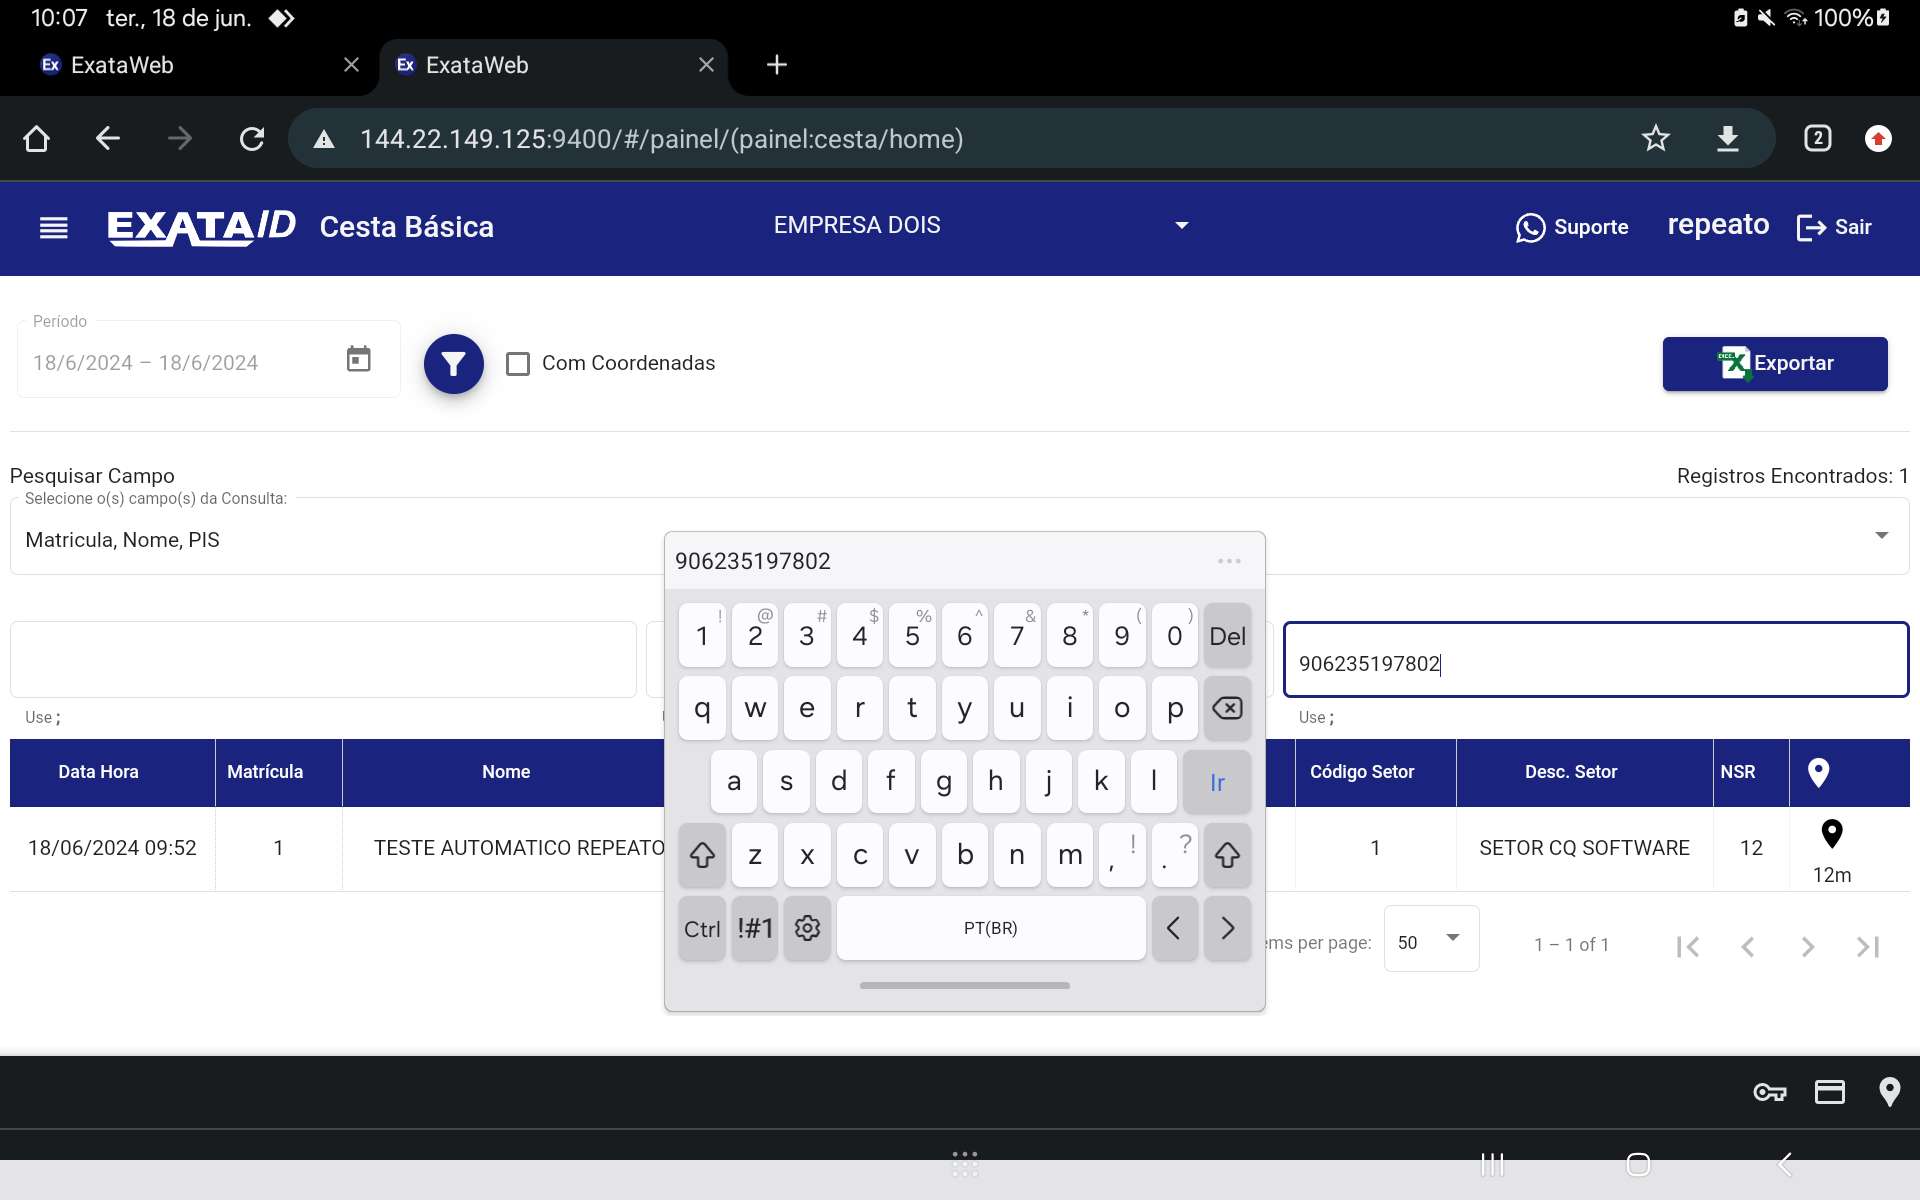 10:07 ter., 18 de jun. 100%
Ex ExataWeb
Ex ExataWeb
144.22.149.125:9400/#/painel/(painel:cesta/home)
2
EXATA ID Cesta Básica EMPRESA DOIS Suporte repeato Sair
Período
18/6/2024 – 18/6/2024
Com Coordenadas
Exportar
Pesquisar Campo
Registros Encontrados: 1
Selecione o(s) campo(s) da Consulta:
Matricula, Nome, PIS
906235197802
Use ;
Use ;
Data Hora Matrícula Nome Código Setor Desc. Setor NSR
18/06/2024 09:52 1 TESTE AUTOMATICO REPEATO 1 SETOR CQ SOFTWARE 12
12m
ems per page: 50 1 – 1 of 1
906235197802 ...
! @ # $ % ^ & * ( )
1 2 3 4 5 6 7 8 9 0 Del
q w e r t y u i o p
a s d f g h j k l Ir
z x c v b n m , ! . ?
Ctrl !#1 PT(BR) < >